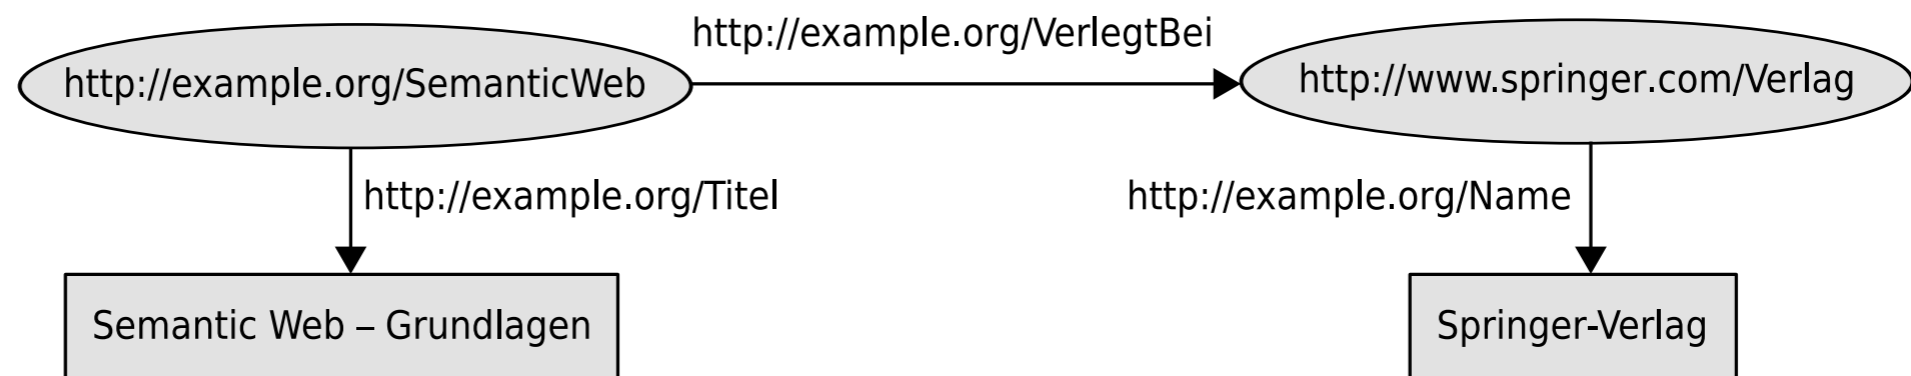 http://example.org/VerlegtBei
http://example.org/SemanticWeb
http://www.springer.com/Verlag
http://example.org/Titel
http://example.org/Name
Semantic Web – Grundlagen
Springer-Verlag